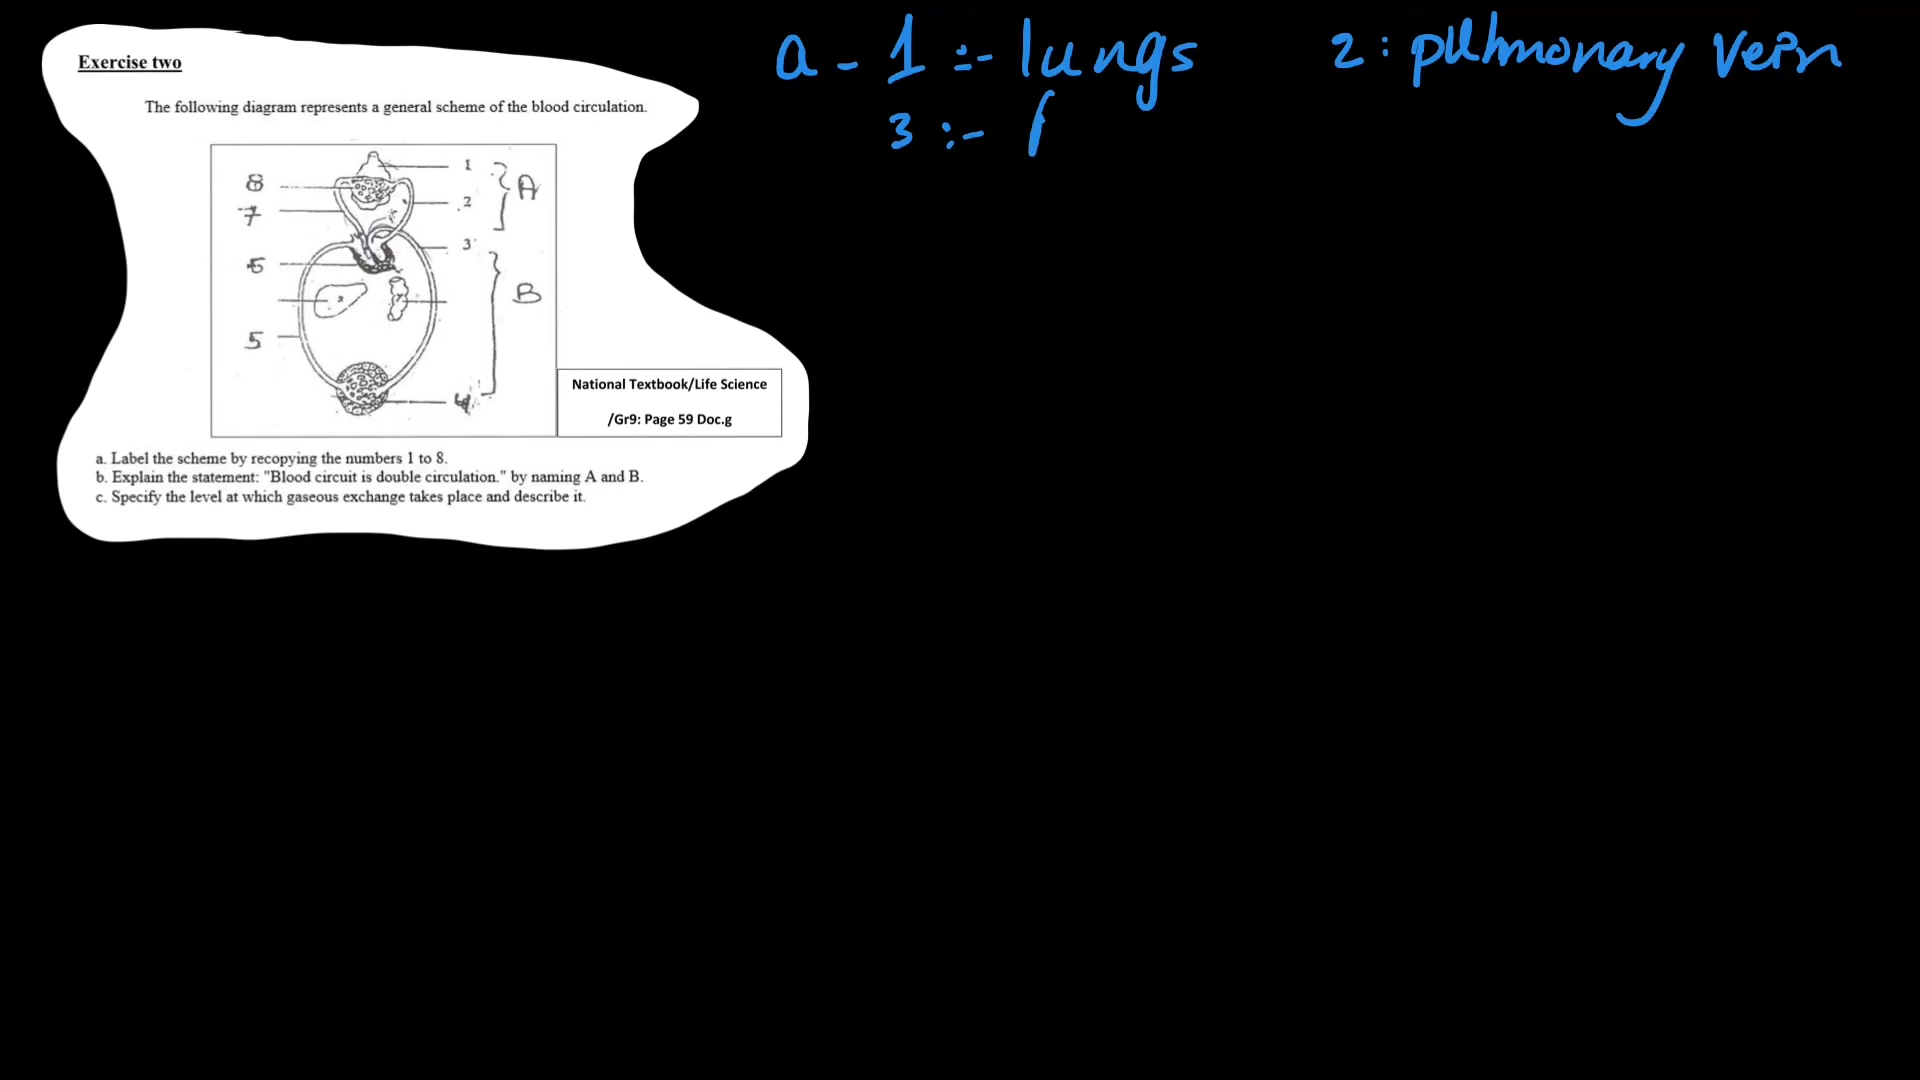 Exercise two
The following diagram represents a general scheme of the blood circulation.
1
8
A
2
7
3
6
B
5
4
National Textbook/Life Science
/Gr9: Page 59 Doc.g
a. Label the scheme by recopying the numbers 1 to 8.
b. Explain the statement: "Blood circuit is double circulation." by naming A and B.
c. Specify the level at which gaseous exchange takes place and describe it.
a - 1 :- lungs
2 : pulmonary vein
3 :-